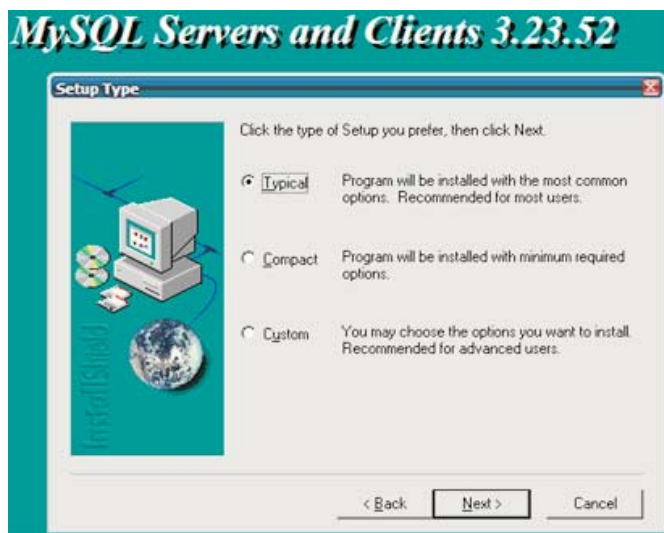 MySQL Servers and Clients 3.23.52
Setup Type
Click the type of Setup you prefer, then click Next.
Typical
Program will be installed with the most common
options. Recommended for most users.
Compact
Program will be installed with minimum required
options.
Custom
You may choose the options you want to install.
Recommended for advanced users.
InstallShield
< Back
Next >
Cancel